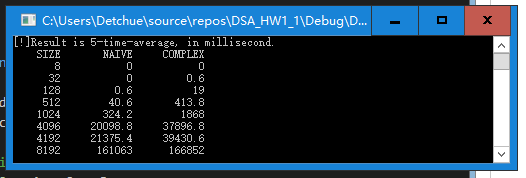 C:\Users\Detchue\source\repos\DSA_HW1_1\Debug\D...
[!]Result is 5-time-average, in millisecond.
SIZE NAIVE COMPLEX
8 0 0
32 0 0.6
128 0.6 19
512 40.6 413.8
1024 324.2 1868
4096 20098.8 37896.8
4192 21375.4 39430.6
8192 161063 166852